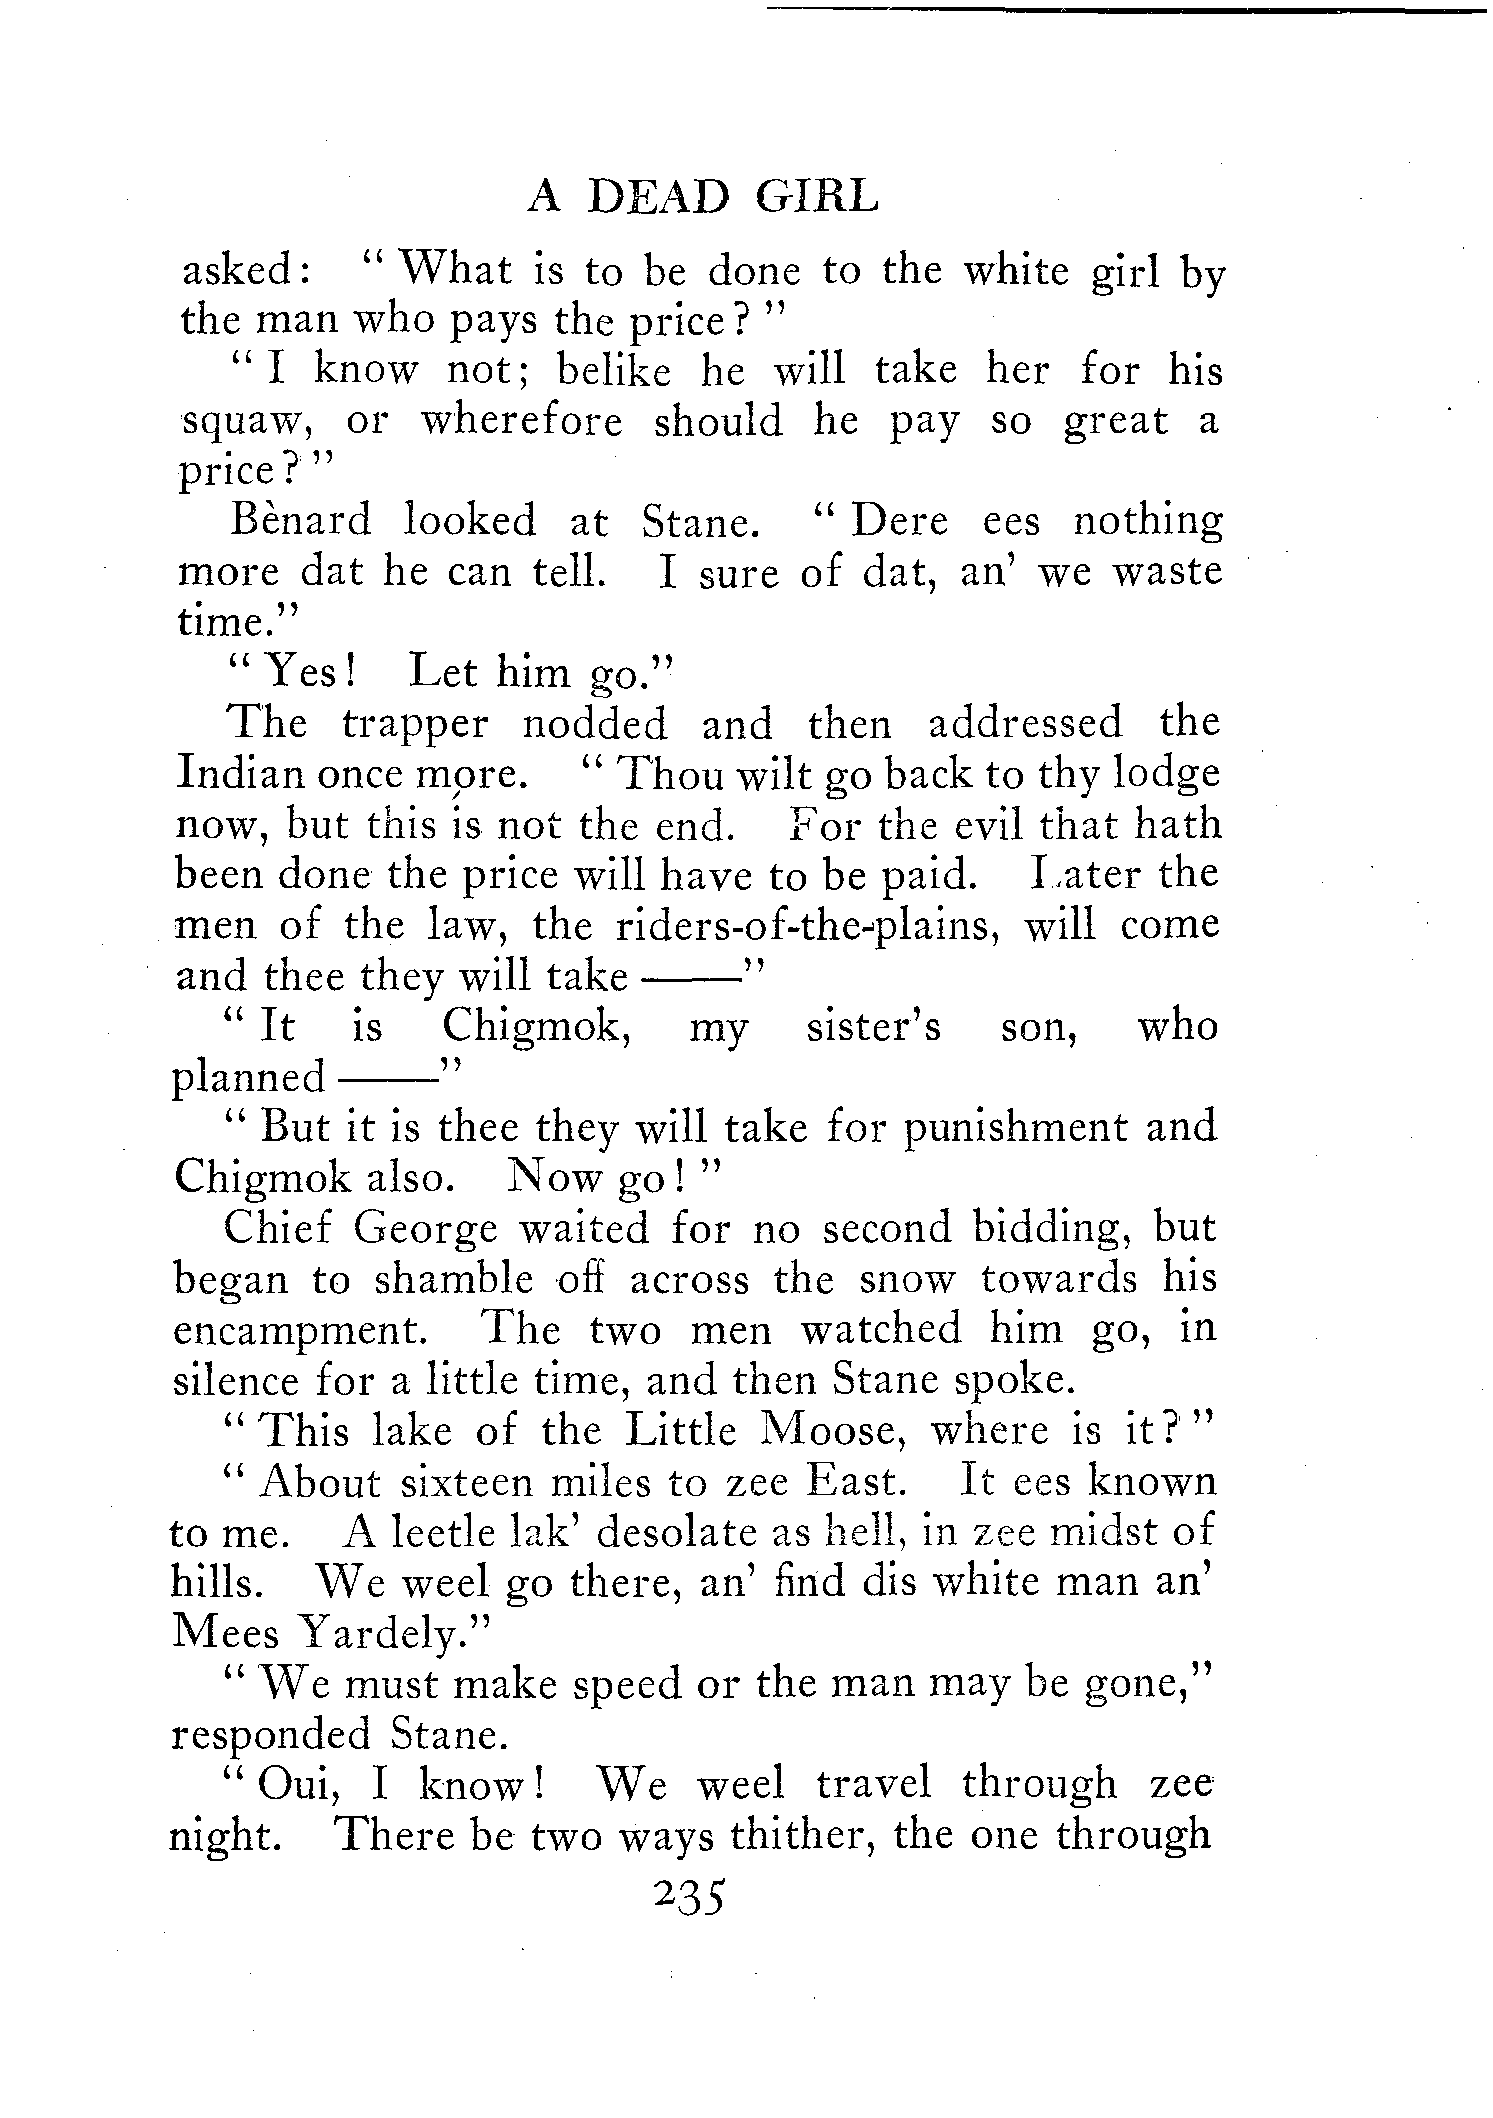 A DEAD GIRL
asked: “ What is to be done to the white girl by
the man who pays the price? ”
“ I know not; belike he will take her for his
squaw, or wherefore should he pay so great a
price? ”
Bènard looked at Stane. “ Dere ees nothing
more dat he can tell. I sure of dat, an’ we waste
time.”
“ Yes! Let him go.”
The trapper nodded and then addressed the
Indian once more. “ Thou wilt go back to thy lodge
now, but this is not the end. For the evil that hath
been done the price will have to be paid. Later the
men of the law, the riders-of-the-plains, will come
and thee they will take ——”
“ It is Chigmok, my sister’s son, who
planned ——”
“ But it is thee they will take for punishment and
Chigmok also. Now go! ”
Chief George waited for no second bidding, but
began to shamble off across the snow towards his
encampment. The two men watched him go, in
silence for a little time, and then Stane spoke.
“ This lake of the Little Moose, where is it? ”
“ About sixteen miles to zee East. It ees known
to me. A leetle lak’ desolate as hell, in zee midst of
hills. We weel go there, an’ find dis white man an’
Mees Yardely.”
“ We must make speed or the man may be gone,”
responded Stane.
“ Oui, I know! We weel travel through zee
night. There be two ways thither, the one through
235